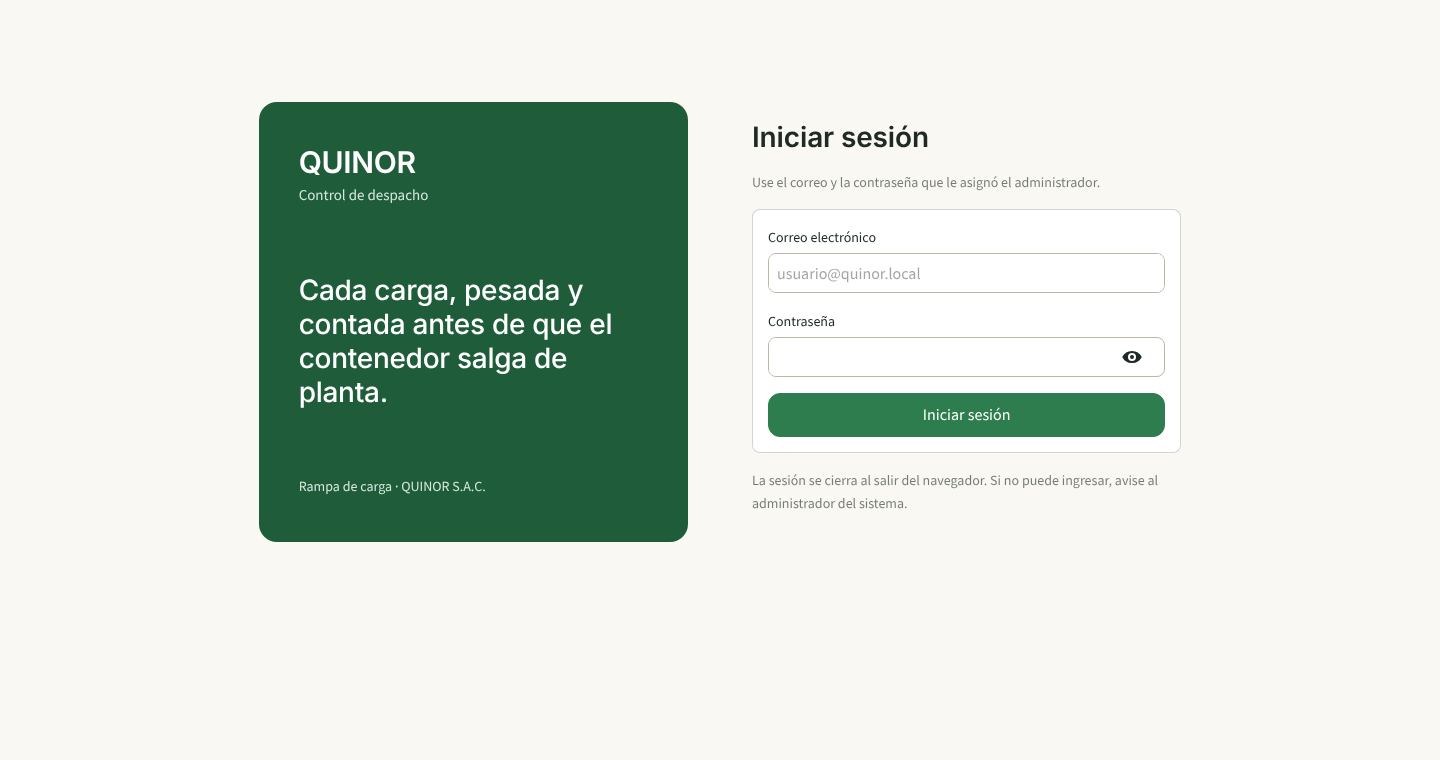 QUINOR
Control de despacho
Cada carga, pesada y
contada antes de que el
contenedor salga de
planta.
Rampa de carga · QUINOR S.A.C.
Iniciar sesión
Use el correo y la contraseña que le asignó el administrador.
Correo electrónico
usuario@quinor.local
Contraseña
Iniciar sesión
La sesión se cierra al salir del navegador. Si no puede ingresar, avise al
administrador del sistema.